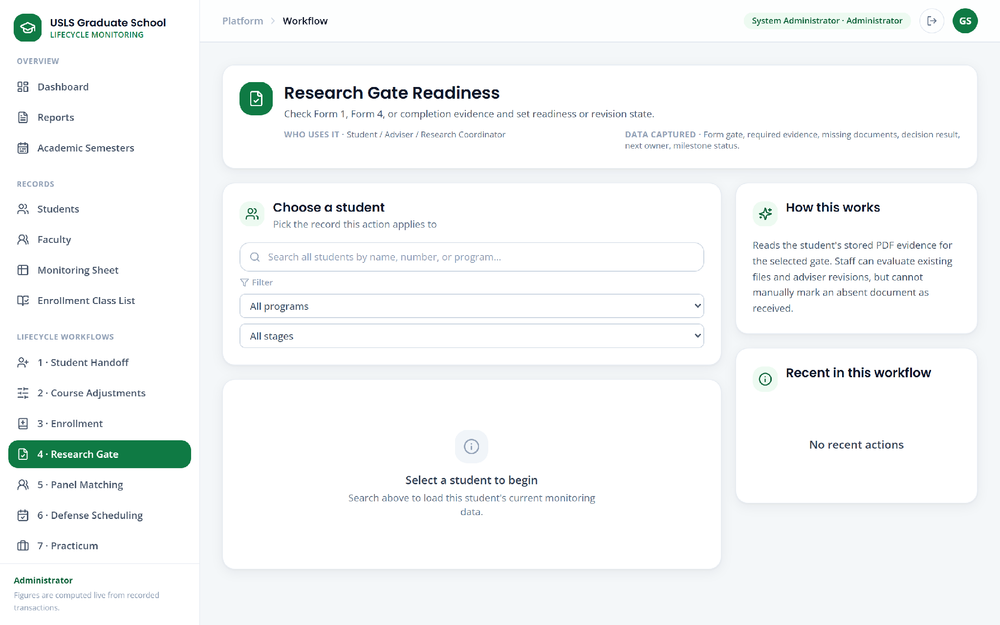 USLS Graduate School
LIFECYCLE MONITORING
OVERVIEW
Dashboard
Reports
Academic Semesters
RECORDS
Students
Faculty
Monitoring Sheet
Enrollment Class List
LIFECYCLE WORKFLOWS
1 · Student Handoff
2 · Course Adjustments
3 · Enrollment
4 · Research Gate
5 · Panel Matching
6 · Defense Scheduling
7 · Practicum
Administrator
Figures are computed live from recorded
transactions.
Platform > Workflow
System Administrator · Administrator
GS
Research Gate Readiness
Check Form 1, Form 4, or completion evidence and set readiness or revision state.
WHO USES IT · Student / Adviser / Research Coordinator
DATA CAPTURED · Form gate, required evidence, missing documents, decision result,
next owner, milestone status.
Choose a student
Pick the record this action applies to
Search all students by name, number, or program...
Filter
All programs
All stages
Select a student to begin
Search above to load this student's current monitoring
data.
How this works
Reads the student's stored PDF evidence for
the selected gate. Staff can evaluate existing
files and adviser revisions, but cannot
manually mark an absent document as
received.
Recent in this workflow
No recent actions